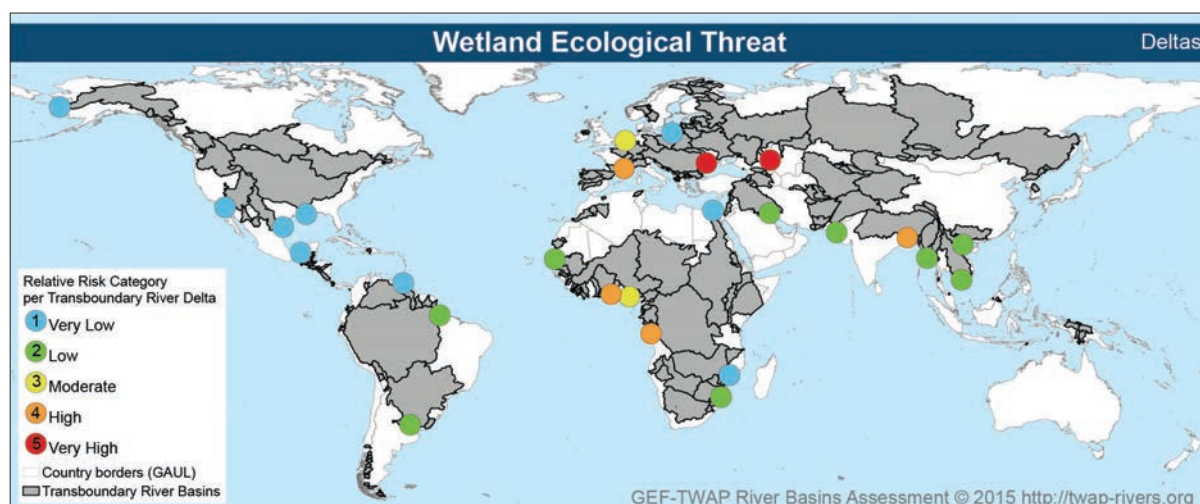 Wetland Ecological Threat
Deltas
Relative Risk Category
per Transboundary River Delta
1 Very Low
2 Low
3 Moderate
4 High
5 Very High
Country borders (GAUL)
Transboundary River Basins
GEF-TWAP River Basins Assessment © 2015 http://twap-rivers.org